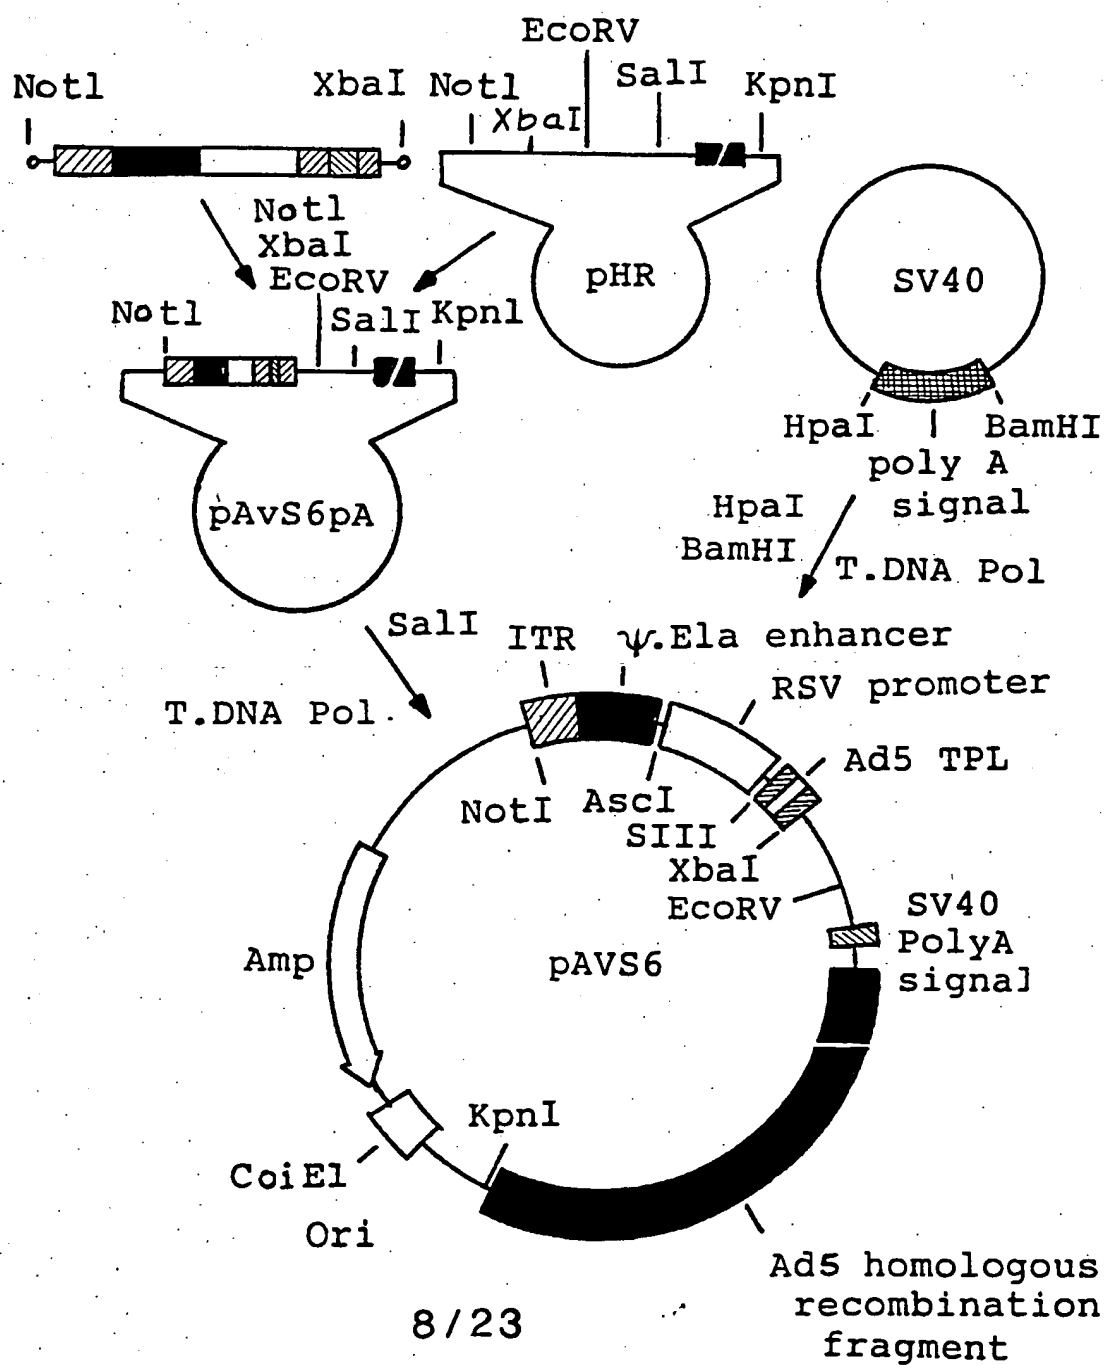 EcoRV
Notl
XbaI
Notl
XbaI
SalI
KpnI
Notl
XbaI
EcoRV
pHR
SV40
Notl
SalI
Kpnl
HpaI
BamHI
poly A
signal
pAvS6pA
HpaI
BamHI
T.DNA Pol
SalI
T.DNA Pol.
ITR
ψ.Ela enhancer
RSV promoter
Ad5 TPL
NotI
AscI
SIII
XbaI
EcoRV
SV40
PolyA
signal
Amp
pAVS6
KpnI
CoiEl
Ori
Ad5 homologous
recombination
fragment
8/23